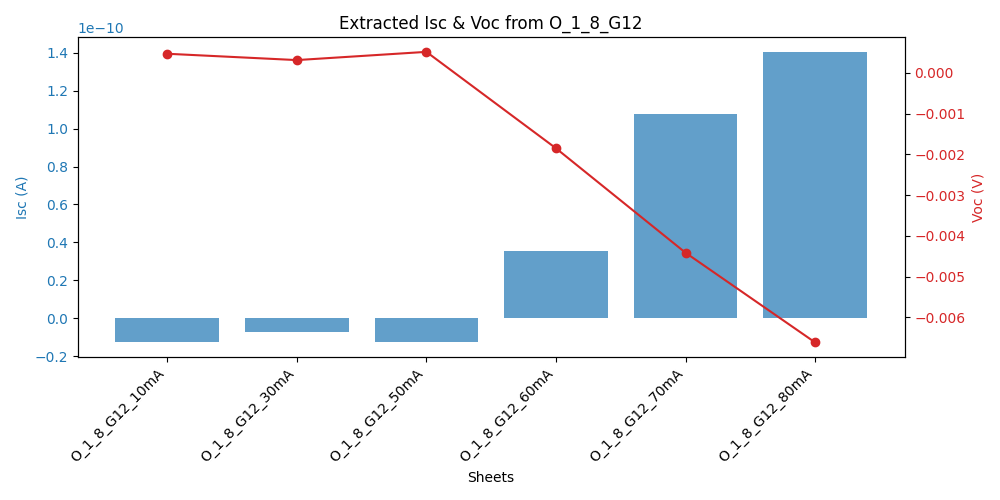 Extracted Isc & Voc from O_1_8_G12
1e−10
1.4
1.2
1.0
0.8
0.6
0.4
0.2
0.0
−0.2
Isc (A)
0.000
−0.001
−0.002
−0.003
−0.004
−0.005
−0.006
Voc (V)
O_1_8_G12_10mA
O_1_8_G12_30mA
O_1_8_G12_50mA
O_1_8_G12_60mA
O_1_8_G12_70mA
O_1_8_G12_80mA
Sheets